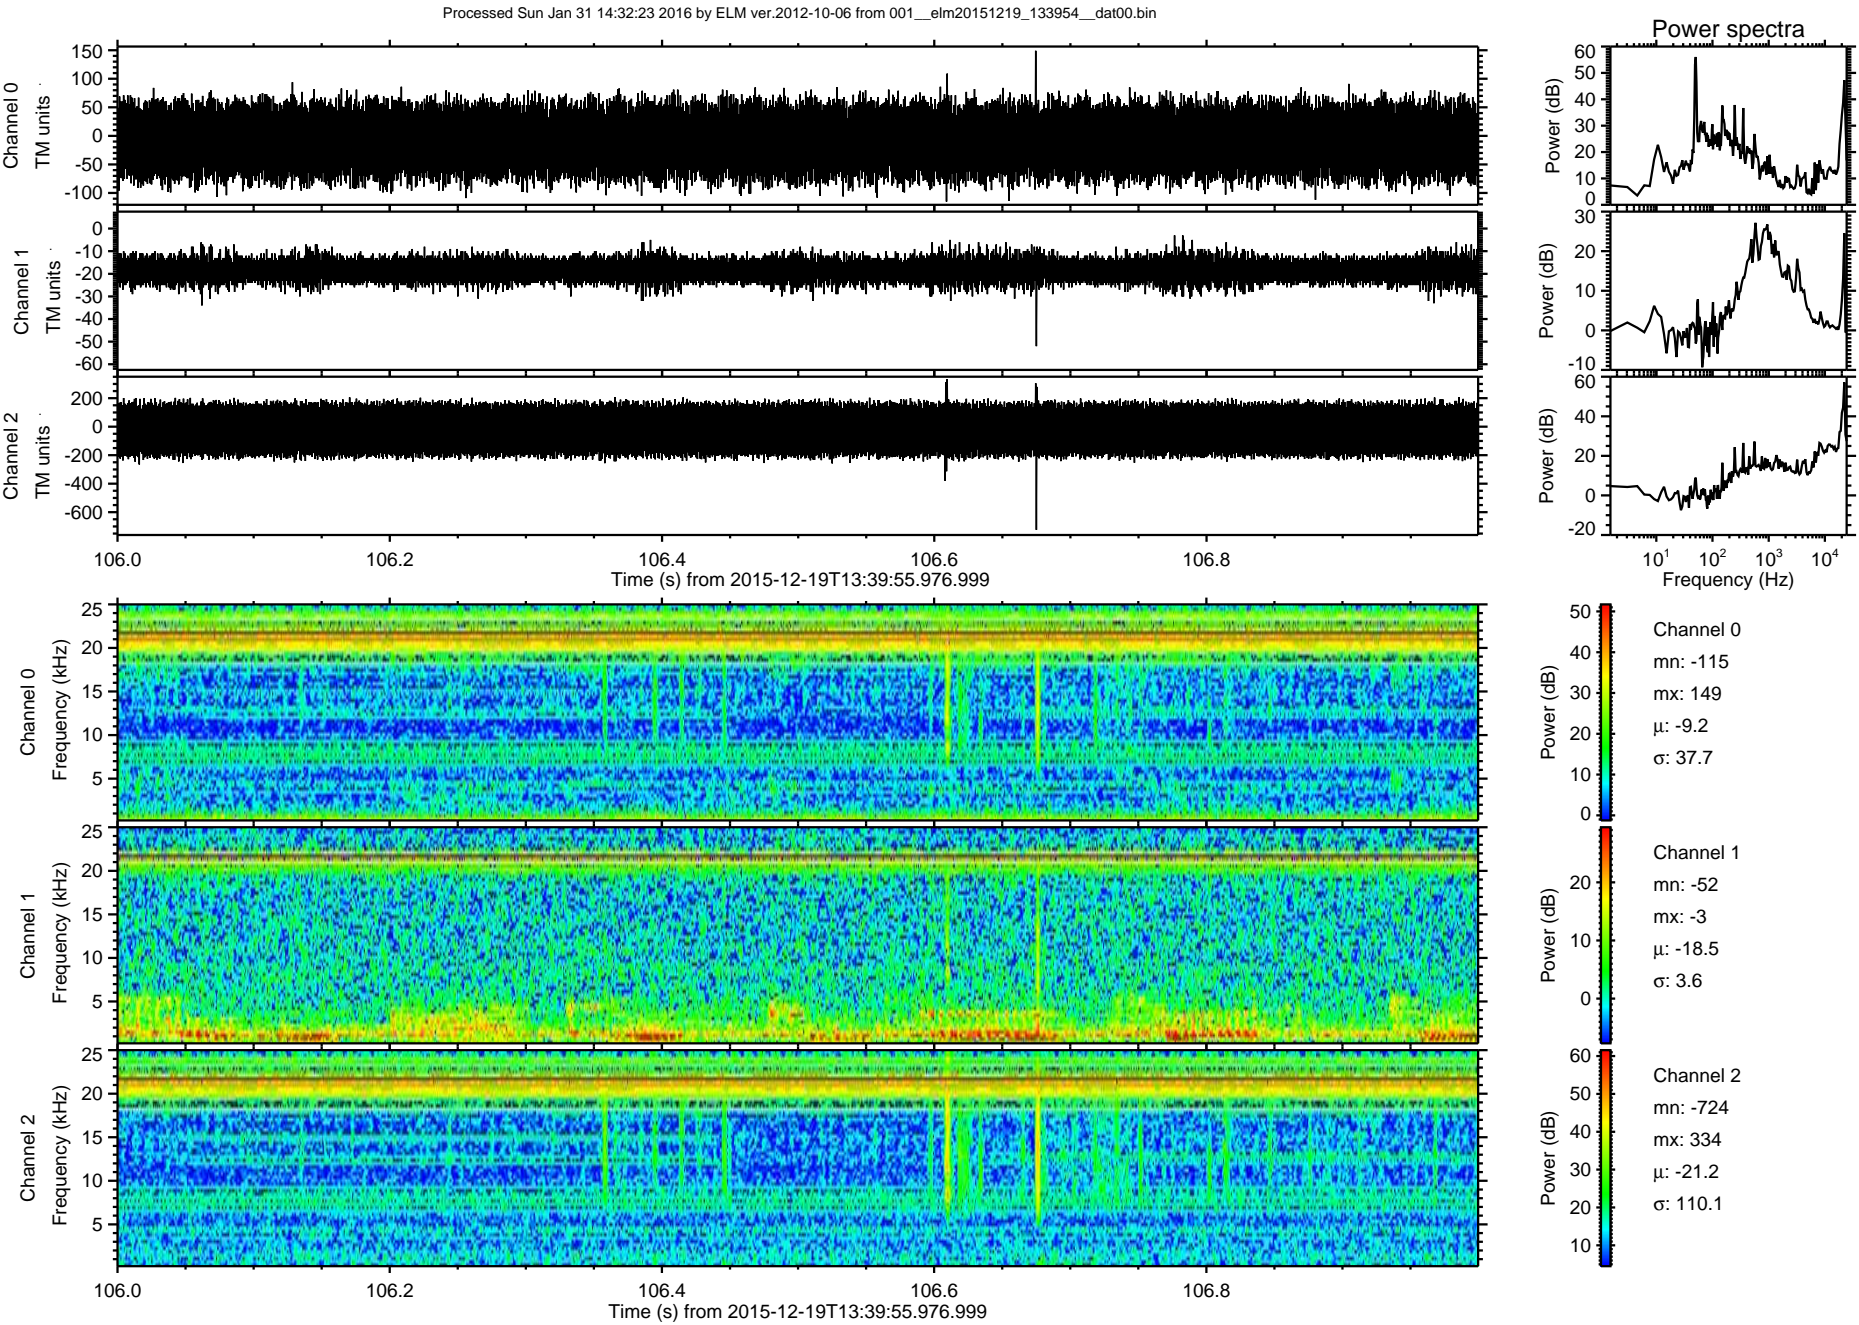 Processed Sun Jan 31 14:32:23 2016 by ELM ver.2012-10-06 from 001__elm20151219_133954__dat00.bin
Power spectra
Channel 0
TM units
150
100
50
0
-50
-100
Power (dB)
60
50
40
30
20
10
0
Channel 1
TM units
0
-10
-20
-30
-40
-50
-60
Power (dB)
30
20
10
0
-10
Channel 2
TM units
200
0
-200
-400
-600
Power (dB)
60
40
20
0
-20
106.0 106.2 106.4 106.6 106.8
Time (s) from 2015-12-19T13:39:55.976.999
10¹ 10² 10³ 10⁴
Frequency (Hz)
Channel 0
Frequency (kHz)
25
20
15
10
5
Power (dB)
50
40
30
20
10
0
Channel 0
mn: -115
mx: 149
μ: -9.2
σ: 37.7
Channel 1
Frequency (kHz)
25
20
15
10
5
Power (dB)
20
10
0
Channel 1
mn: -52
mx: -3
μ: -18.5
σ: 3.6
Channel 2
Frequency (kHz)
25
20
15
10
5
Power (dB)
60
50
40
30
20
10
Channel 2
mn: -724
mx: 334
μ: -21.2
σ: 110.1
106.0 106.2 106.4 106.6 106.8
Time (s) from 2015-12-19T13:39:55.976.999